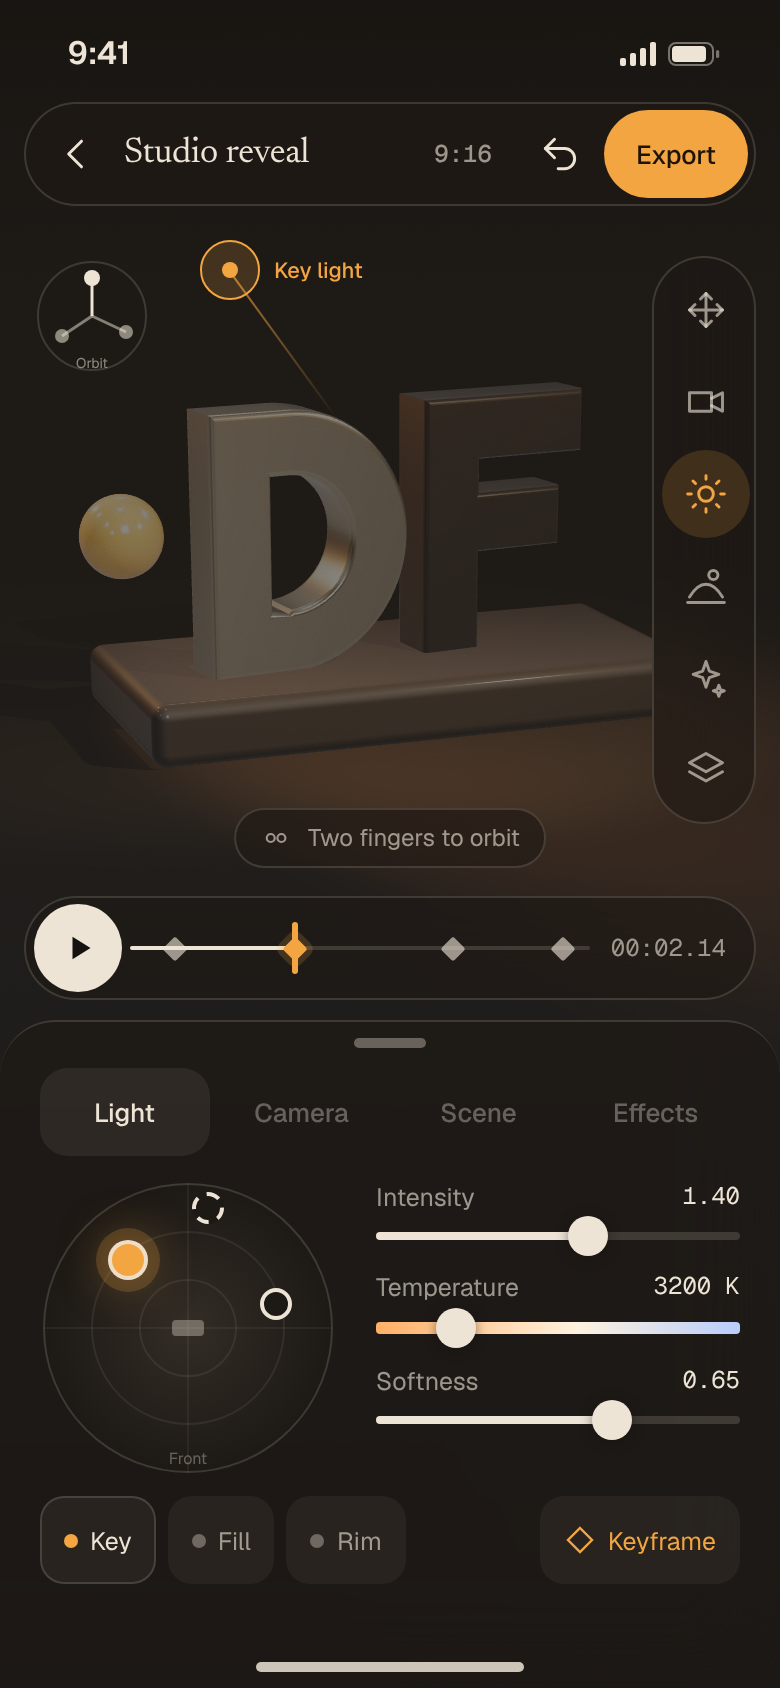 9:41
Studio reveal
9:16
Export
Key light
Orbit
DF
Two fingers to orbit
00:02.14
Light
Camera
Scene
Effects
Intensity
1.40
Temperature
3200 K
Softness
0.65
Front
Key
Fill
Rim
Keyframe